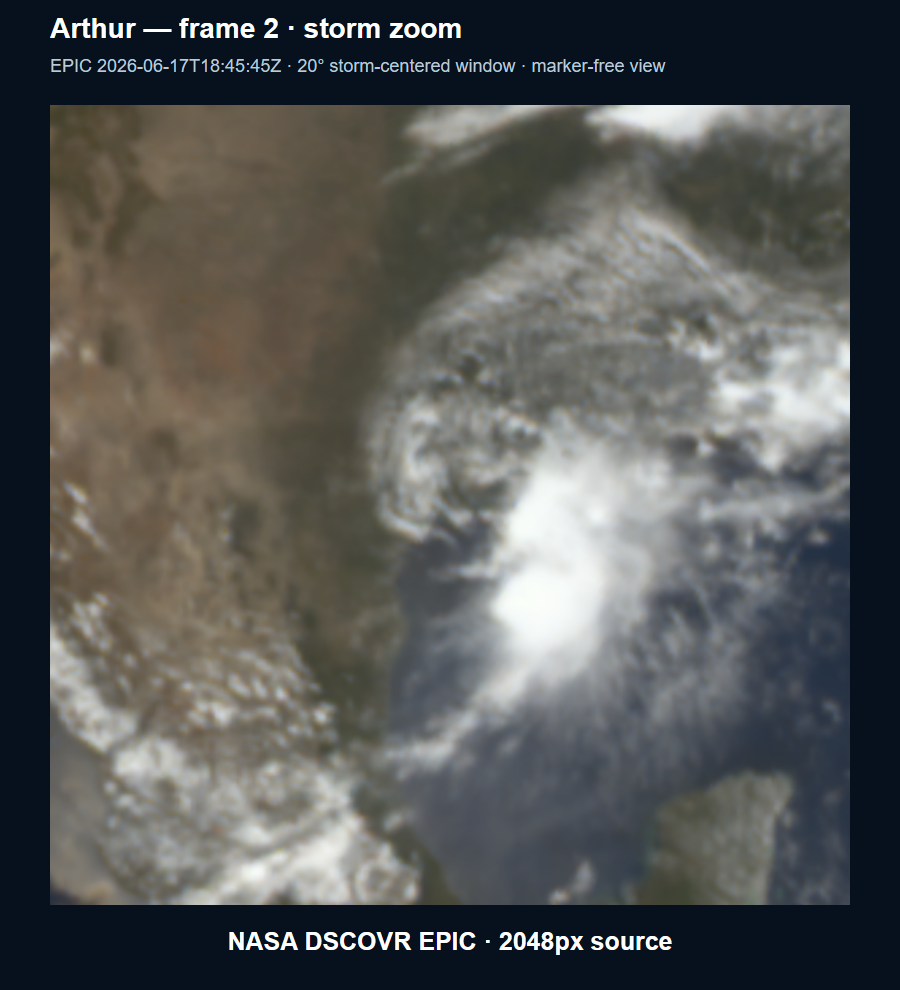 Arthur — frame 2 · storm zoom
EPIC 2026-06-17T18:45:45Z · 20° storm-centered window · marker-free view
NASA DSCOVR EPIC · 2048px source